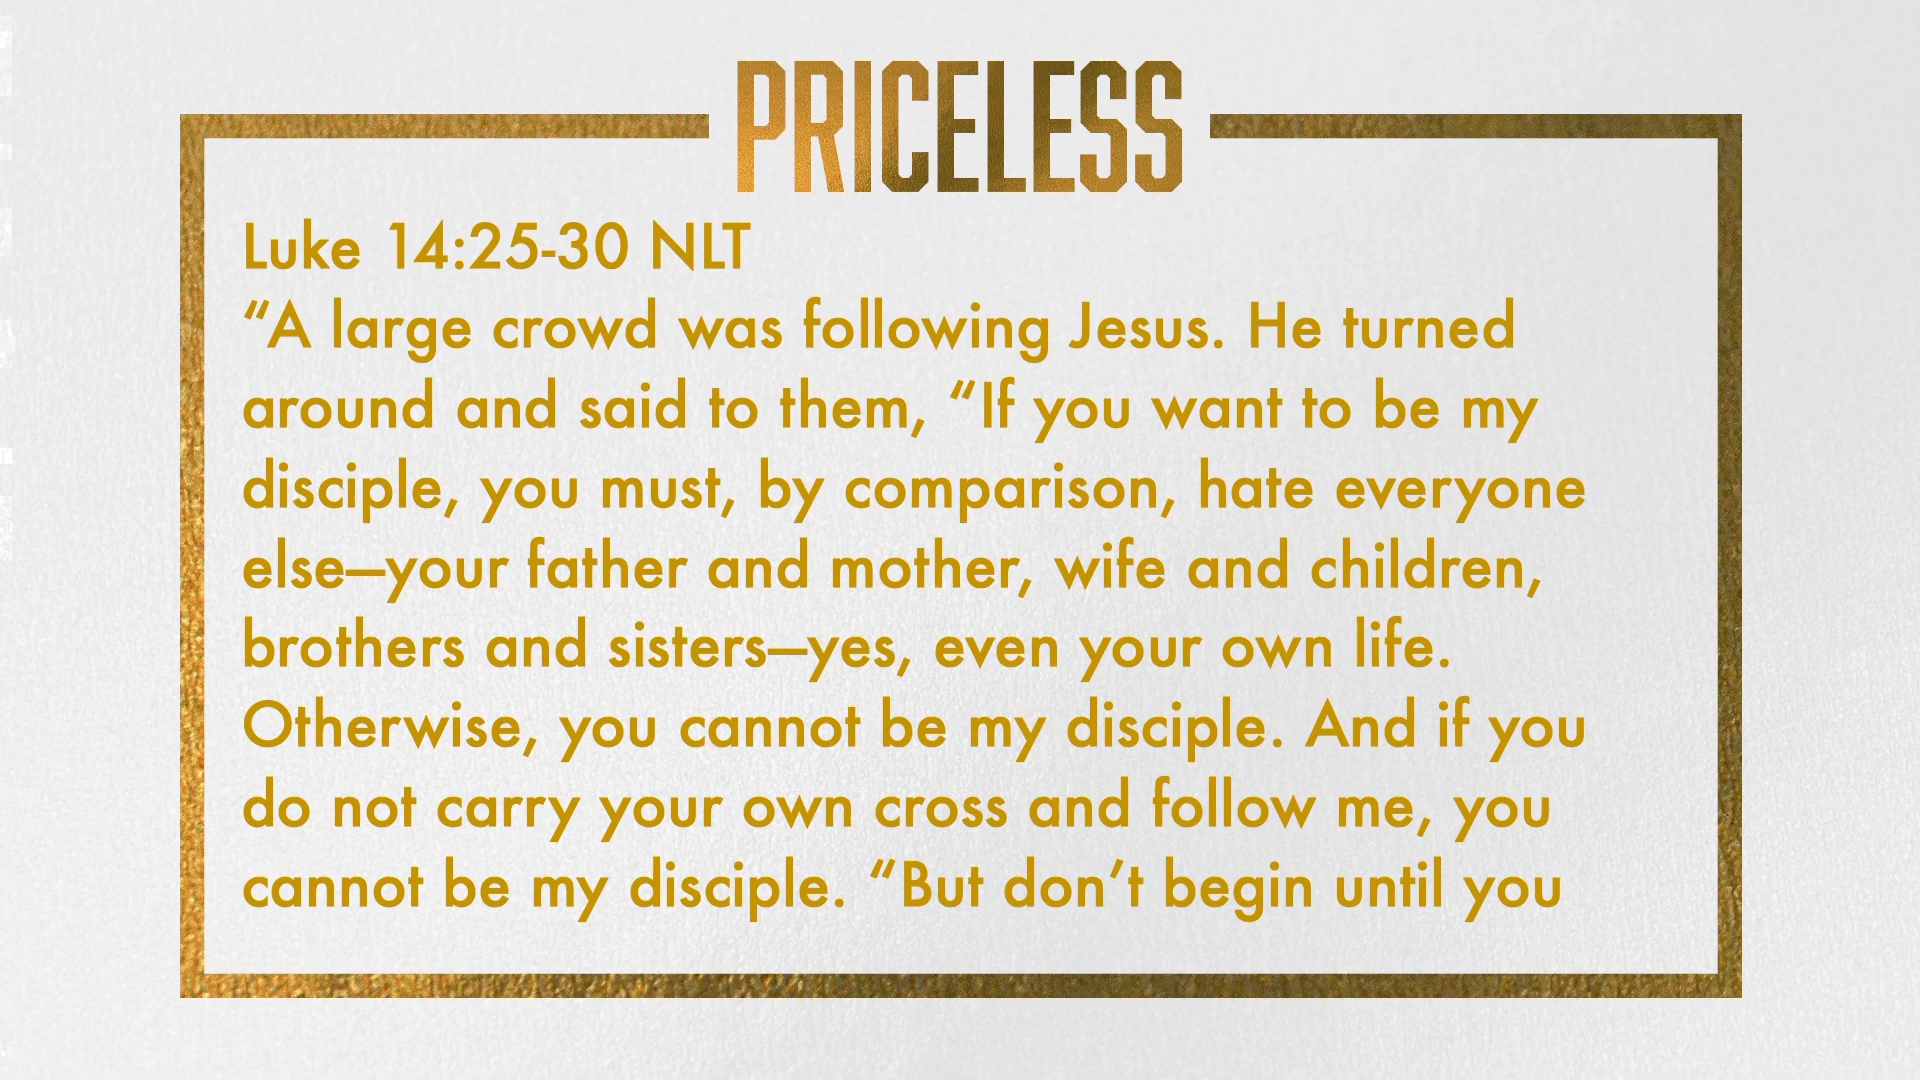 PRICELESS
Luke 14:25-30 NLT
“A large crowd was following Jesus. He turned
around and said to them, “If you want to be my
disciple, you must, by comparison, hate everyone
else—your father and mother, wife and children,
brothers and sisters—yes, even your own life.
Otherwise, you cannot be my disciple. And if you
do not carry your own cross and follow me, you
cannot be my disciple. “But don’t begin until you